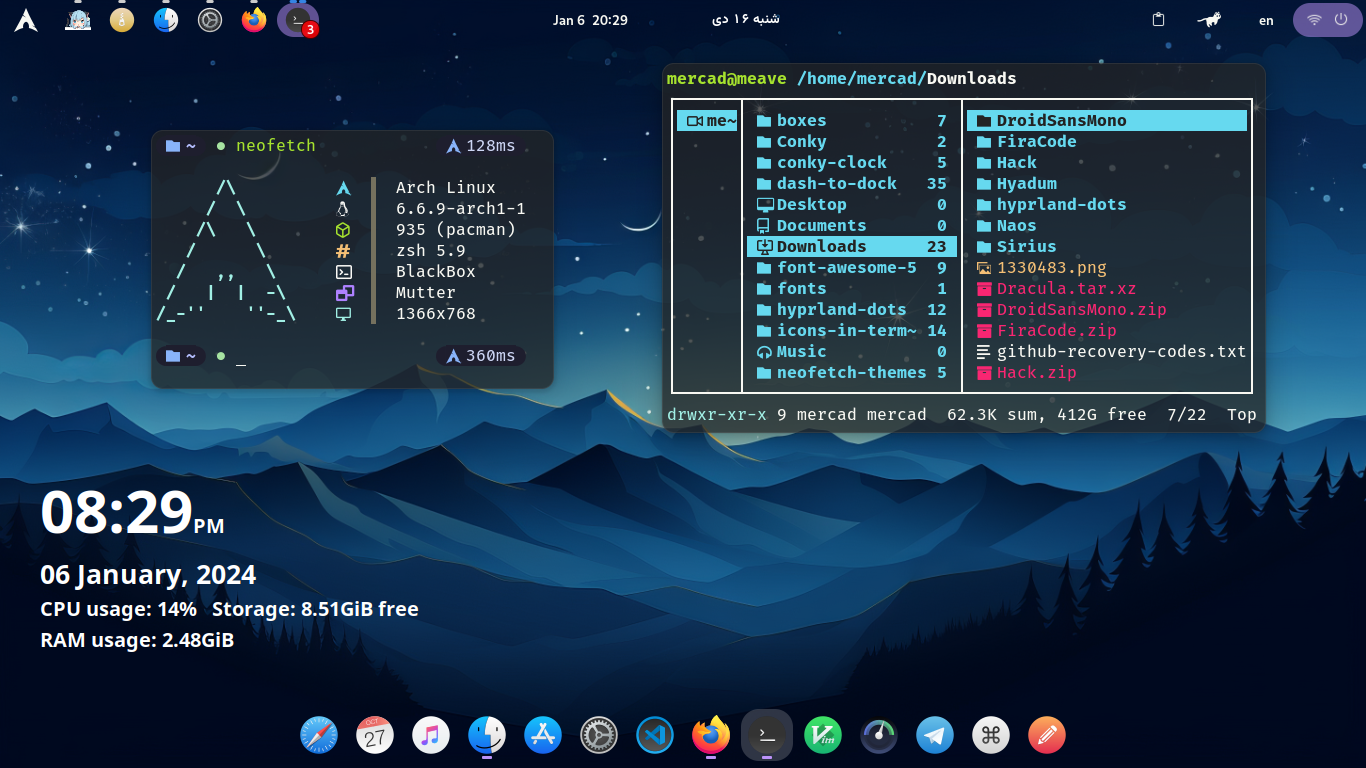 3
Jan 6 20:29
شنبه ۱۶ دی
en
~ neofetch 128ms
Arch Linux
6.6.9-arch1-1
935 (pacman)
# zsh 5.9
BlackBox
Mutter
1366x768
~ _ 360ms
mercad@meave /home/mercad/Downloads
me~
boxes 7
Conky 2
conky-clock 5
dash-to-dock 35
Desktop 0
Documents 0
Downloads 23
font-awesome-5 9
fonts 1
hyprland-dots 12
icons-in-term~ 14
Music 0
neofetch-themes 5
DroidSansMono
FiraCode
Hack
Hyadum
hyprland-dots
Naos
Sirius
1330483.png
Dracula.tar.xz
DroidSansMono.zip
FiraCode.zip
github-recovery-codes.txt
Hack.zip
drwxr-xr-x 9 mercad mercad 62.3K sum, 412G free 7/22 Top
08:29PM
06 January, 2024
CPU usage: 14% Storage: 8.51GiB free
RAM usage: 2.48GiB
OCT
27
Vim